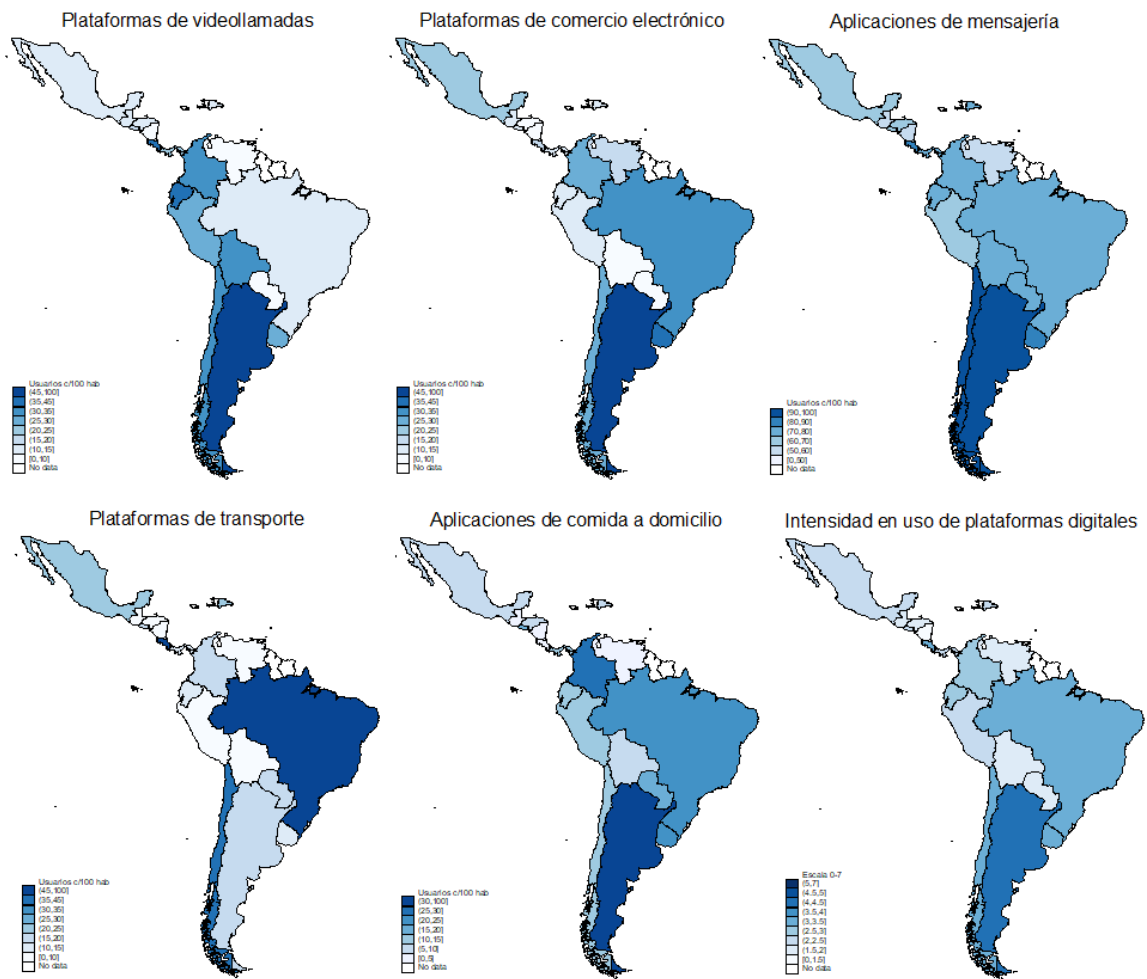 Plataformas de videollamadas
Plataformas de comercio electrónico
Aplicaciones de mensajería
Usuarios c/100 hab
(45,100]
(35,45]
(30,35]
(25,30]
(20,25]
(15,20]
(10,15]
[0,10]
No data
Usuarios c/100 hab
(45,100]
(35,45]
(30,35]
(25,30]
(20,25]
(15,20]
(10,15]
[0,10]
No data
Usuarios c/100 hab
(90,100]
(80,90]
(70,80]
(60,70]
(50,60]
[0,50]
No data
Plataformas de transporte
Aplicaciones de comida a domicilio
Intensidad en uso de plataformas digitales
Usuarios c/100 hab
(45,100]
(35,45]
(30,35]
(25,30]
(20,25]
(15,20]
(10,15]
[0,10]
No data
Usuarios c/100 hab
(30,100]
(25,30]
(20,25]
(15,20]
(10,15]
(5,10]
[0,5]
No data
Escala 0-7
(5,7]
(4.5,5]
(4,4.5]
(3.5,4]
(3,3.5]
(2.5,3]
(2,2.5]
(1.5,2]
[0,1.5]
No data